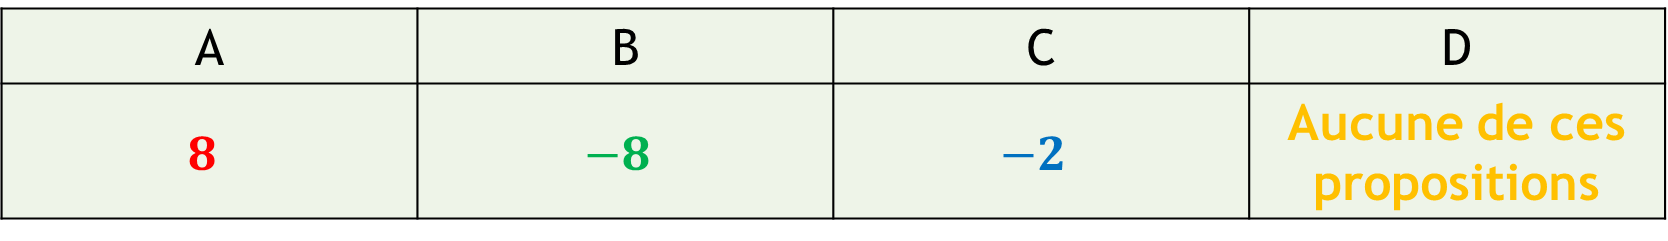 A B C D
8 −8 −2 Aucune de ces
propositions